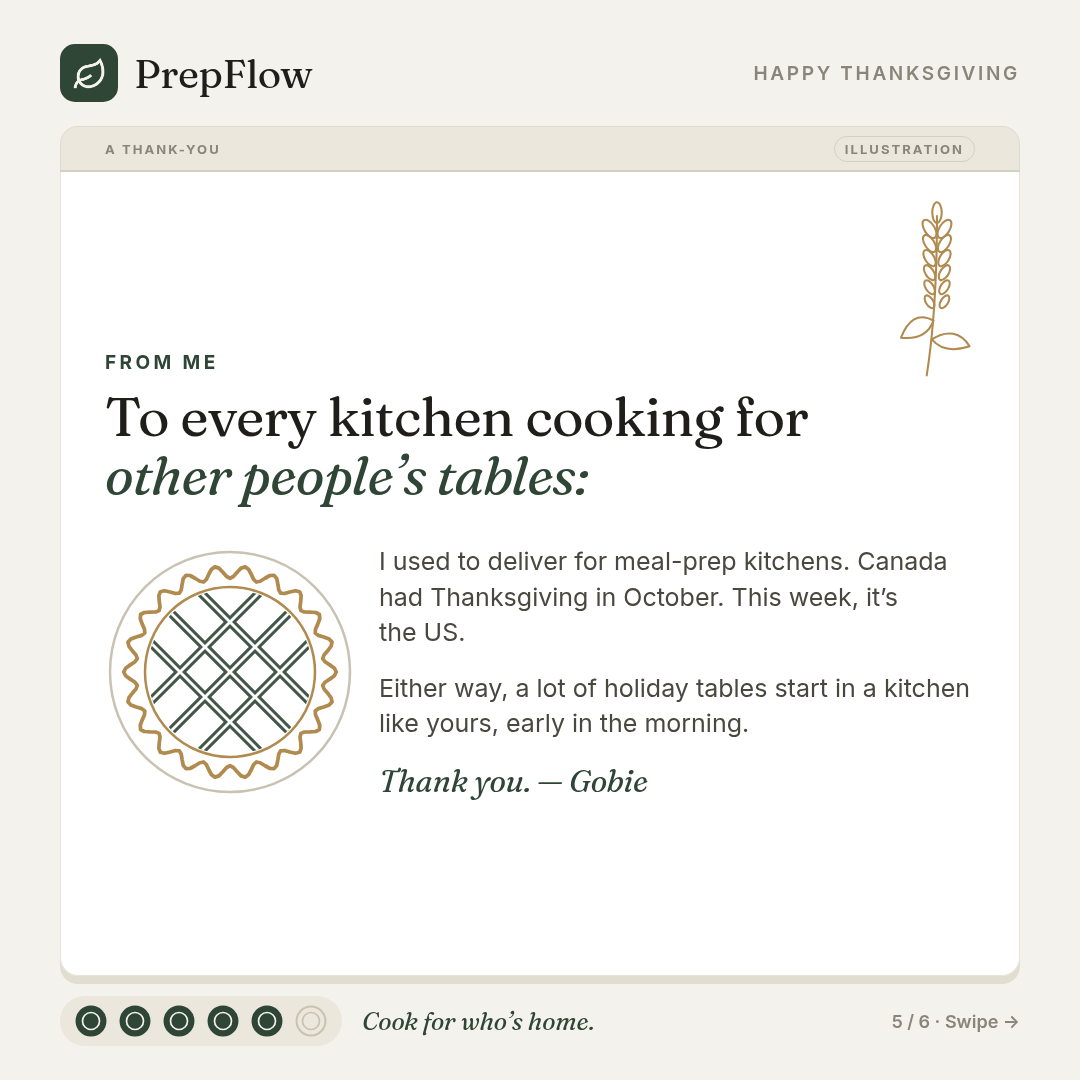 PrepFlow
HAPPY THANKSGIVING
A THANK-YOU
ILLUSTRATION
FROM ME
To every kitchen cooking for
other people’s tables:
I used to deliver for meal-prep kitchens. Canada
had Thanksgiving in October. This week, it’s
the US.
Either way, a lot of holiday tables start in a kitchen
like yours, early in the morning.
Thank you. — Gobie
Cook for who’s home.
5 / 6 · Swipe →